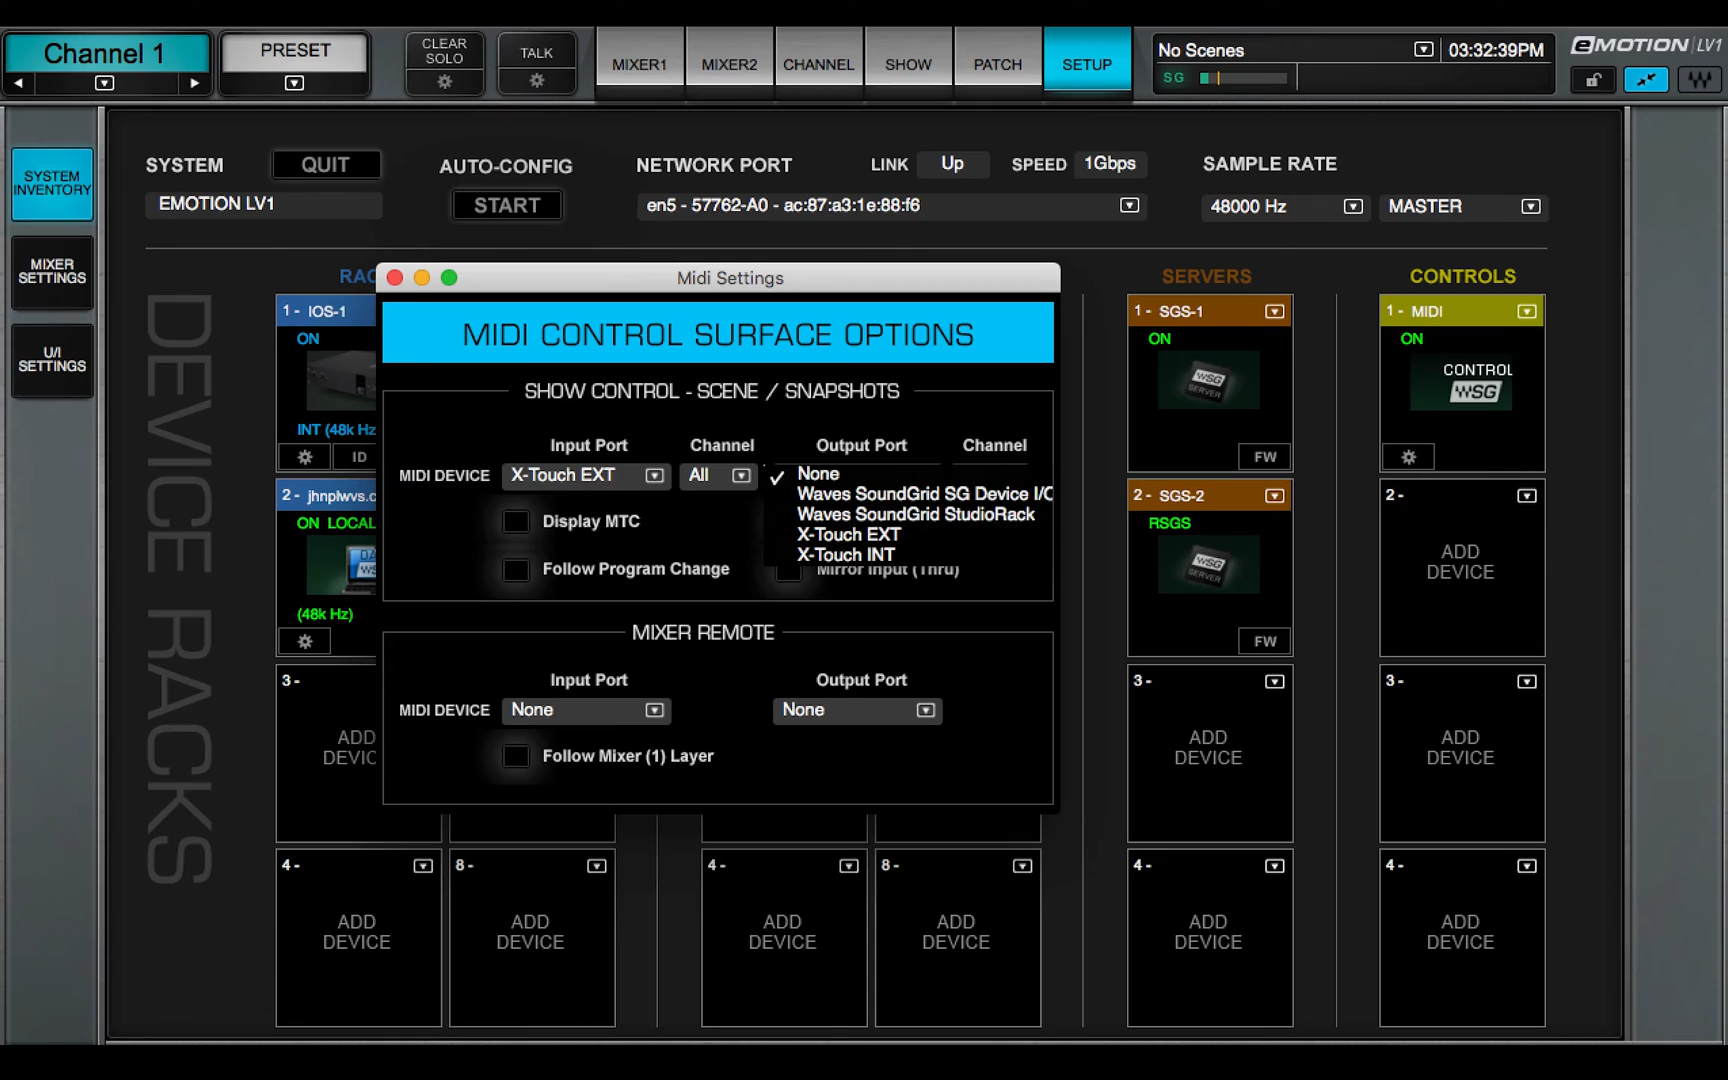 Channel 1
PRESET
CLEAR
SOLO
TALK
MIXER1
MIXER2
CHANNEL
SHOW
PATCH
SETUP
No Scenes
03:32:39PM
SG
eMOTION LV1
SYSTEM
INVENTORY
MIXER
SETTINGS
U/I
SETTINGS
SYSTEM
QUIT
EMOTION LV1
AUTO-CONFIG
START
NETWORK PORT
LINK
Up
SPEED
1Gbps
en5 - 57762-A0 - ac:87:a3:1e:88:f6
SAMPLE RATE
48000 Hz
MASTER
DEVICE RACKS
RAC
SERVERS
CONTROLS
1 - IOS-1
ON
INT (48k Hz
ID
2 - jhnplwvs.c
ON LOCAL
(48k Hz)
3 -
ADD
DEVIC
4 -
ADD
DEVICE
8 -
ADD
DEVICE
4 -
ADD
DEVICE
8 -
ADD
DEVICE
Midi Settings
MIDI CONTROL SURFACE OPTIONS
SHOW CONTROL - SCENE / SNAPSHOTS
Input Port
Channel
Output Port
Channel
MIDI DEVICE
X-Touch EXT
All
None
Waves SoundGrid SG Device I/O
Waves SoundGrid StudioRack
X-Touch EXT
X-Touch INT
Display MTC
Follow Program Change
Mirror Input (Thru)
MIXER REMOTE
Input Port
Output Port
MIDI DEVICE
None
None
Follow Mixer (1) Layer
1 - SGS-1
ON
WSG
SERVER
FW
2 - SGS-2
RSGS
WSG
SERVER
FW
3 -
ADD
DEVICE
4 -
ADD
DEVICE
1 - MIDI
ON
CONTROL
WSG
2 -
ADD
DEVICE
3 -
ADD
DEVICE
4 -
ADD
DEVICE